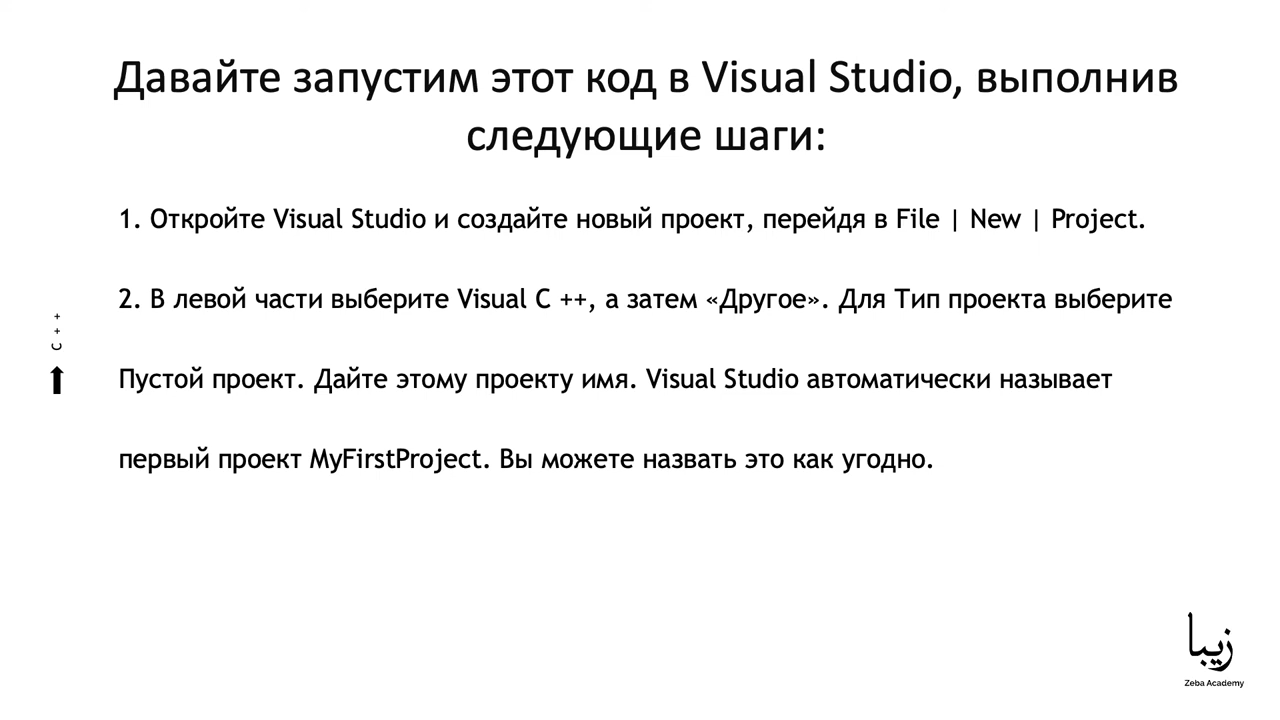 Давайте запустим этот код в Visual Studio, выполнив
следующие шаги:
1. Откройте Visual Studio и создайте новый проект, перейдя в File | New | Project.
2. В левой части выберите Visual C ++, а затем «Другое». Для Тип проекта выберите
Пустой проект. Дайте этому проекту имя. Visual Studio автоматически называет
первый проект MyFirstProject. Вы можете назвать это как угодно.
C ++
زیبا
Zeba Academy